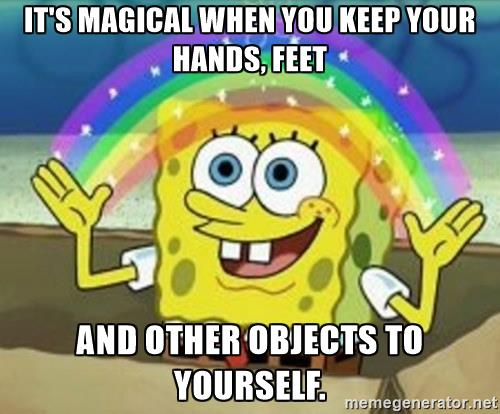 IT'S MAGICAL WHEN YOU KEEP YOUR
HANDS, FEET
AND OTHER OBJECTS TO
YOURSELF.
memegenerator.net